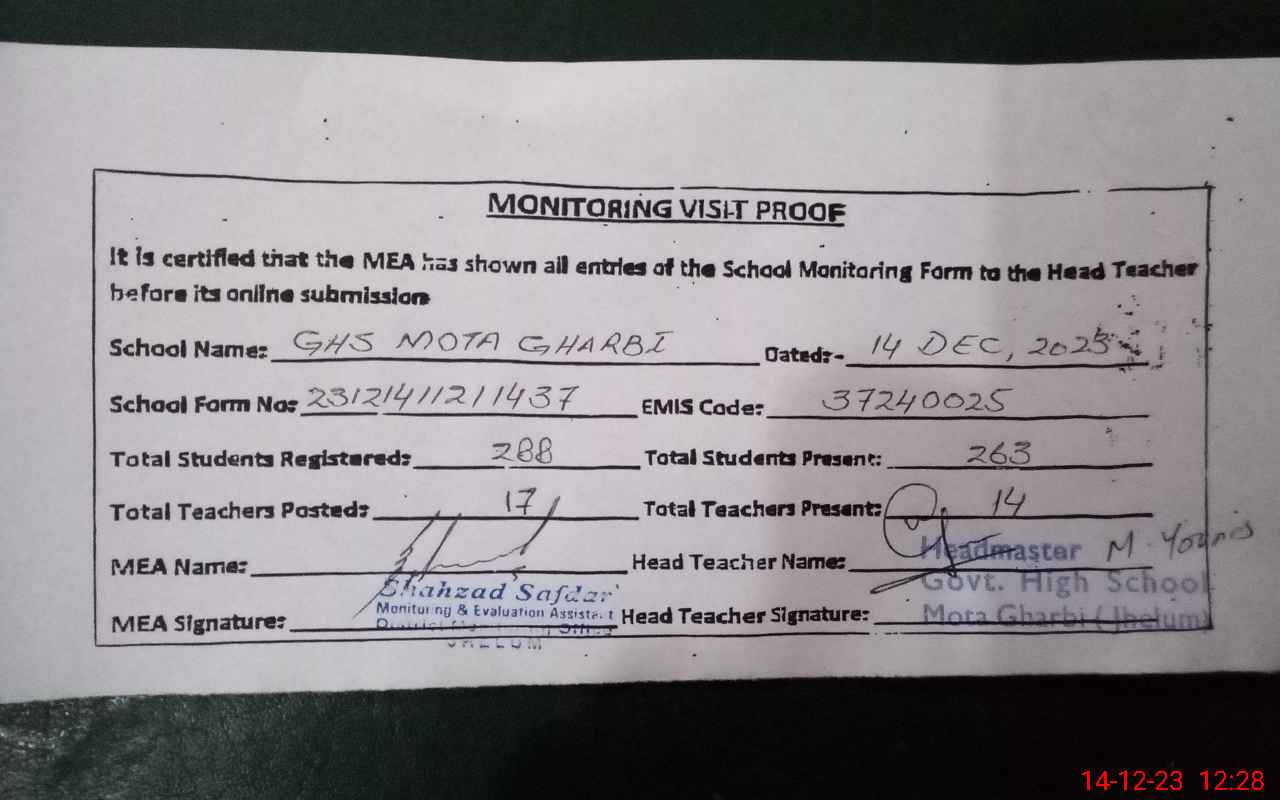 MONITORING VISIT PROOF
It is certified that the MEA has shown all entries of the School Monitoring Form to the Head Teacher
before its online submission
School Name: GHS MOTA GHARBI Dated:- 14 DEC, 2023
School Form No: 23121411211437 EMIS Code: 37240025
Total Students Registered: 288 Total Students Present: 263
Total Teachers Posted: 17 Total Teachers Present: 14
MEA Name: Head Teacher Name: Headmaster M. Younis
Shahzad Safdar Govt. High School
Monitoring & Evaluation Assistant
MEA Signature: Head Teacher Signature: Mota Gharbi (Jhelum)
JHELUM
14-12-23 12:28